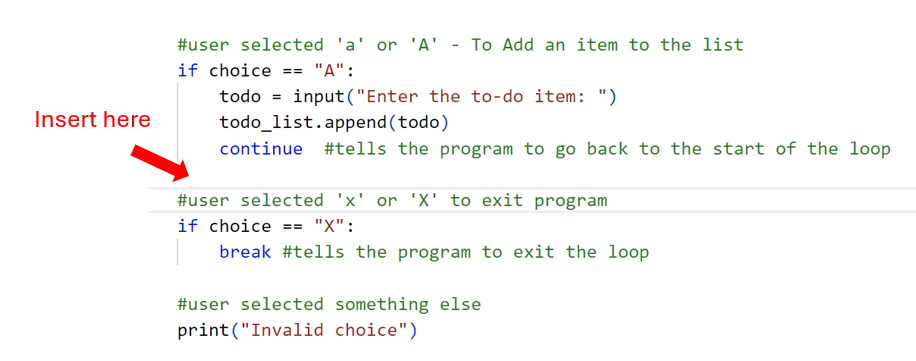 #user selected 'a' or 'A' - To Add an item to the list
if choice == "A":
    todo = input("Enter the to-do item: ")
    todo_list.append(todo)
Insert here
    continue  #tells the program to go back to the start of the loop
#user selected 'x' or 'X' to exit program
if choice == "X":
    break #tells the program to exit the loop
#user selected something else
print("Invalid choice")